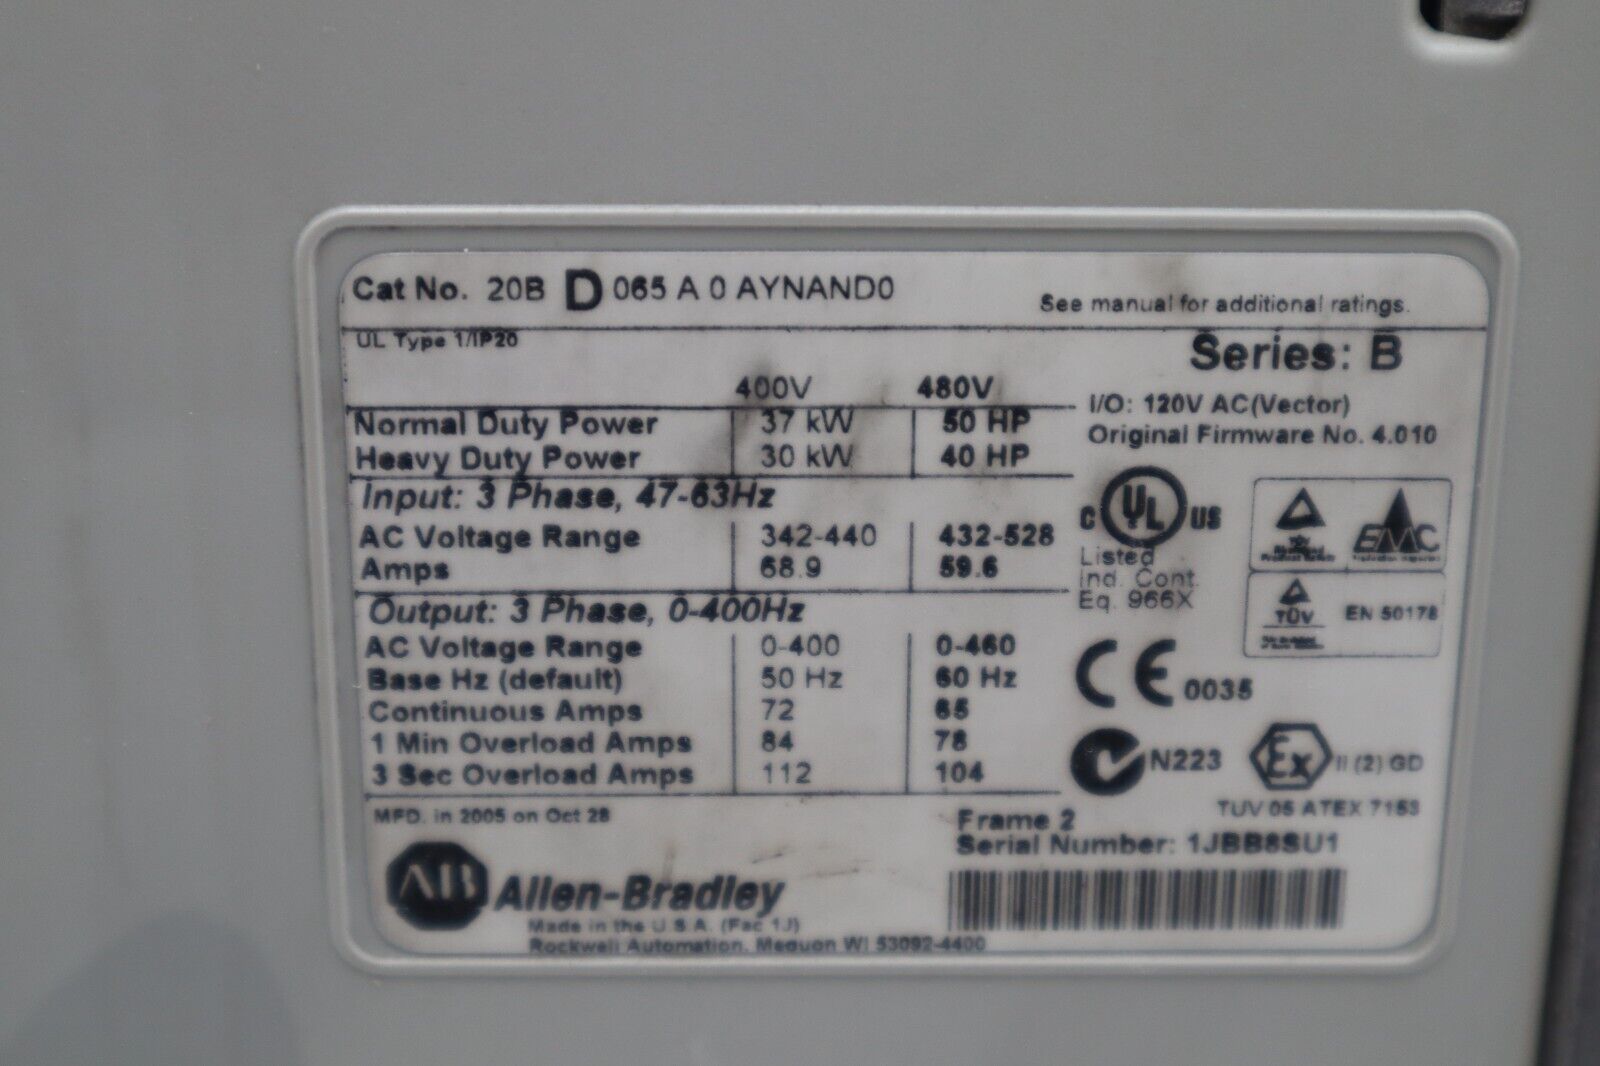 Cat No. 20B D 065 A 0 AYNAND0
See manual for additional ratings.
UL Type 1/IP20
Series: B
400V 480V
I/O: 120V AC(Vector)
Normal Duty Power 37 kW 50 HP
Original Firmware No. 4.010
Heavy Duty Power 30 kW 40 HP
Input: 3 Phase, 47-63Hz
AC Voltage Range 342-440 432-528
Amps 68.9 59.6
Output: 3 Phase, 0-400Hz
AC Voltage Range 0-400 0-460
Base Hz (default) 50 Hz 60 Hz
Continuous Amps 72 65
1 Min Overload Amps 84 78
3 Sec Overload Amps 112 104
C UL US
Listed
Ind. Cont.
Eq. 966X
EMC
TÜV
EN 50178
CE 0035
N223
Ex II (2) GD
TUV 05 ATEX 7153
MFD. in 2005 on Oct 28
Frame 2
Serial Number: 1JBB8SU1
AB Allen-Bradley
Made in the U.S.A. (Fac 1J)
Rockwell Automation, Mequon WI 53092-4400